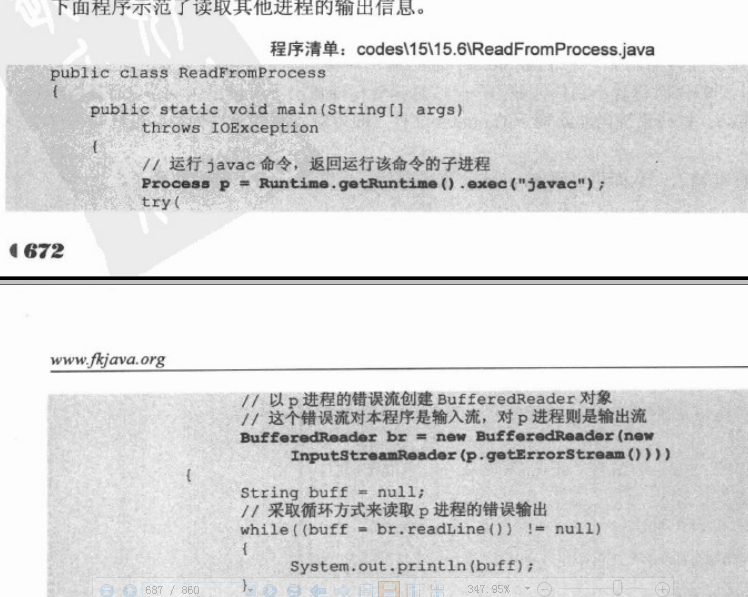 下面程序示范了读取其他进程的输出信息。
程序清单：codes\15\15.6\ReadFromProcess.java
public class ReadFromProcess
{
public static void main(String[] args)
throws IOException
{
// 运行 javac 命令，返回运行该命令的子进程
Process p = Runtime.getRuntime().exec("javac");
try(
672
www.fkjava.org
// 以 p 进程的错误流创建 BufferedReader 对象
// 这个错误流对本程序是输入流，对 p 进程则是输出流
BufferedReader br = new BufferedReader(new
InputStreamReader(p.getErrorStream())))
{
String buff = null;
// 采取循环方式来读取 p 进程的错误输出
while((buff = br.readLine()) != null)
{
System.out.println(buff);
}
687 / 860
347.95%